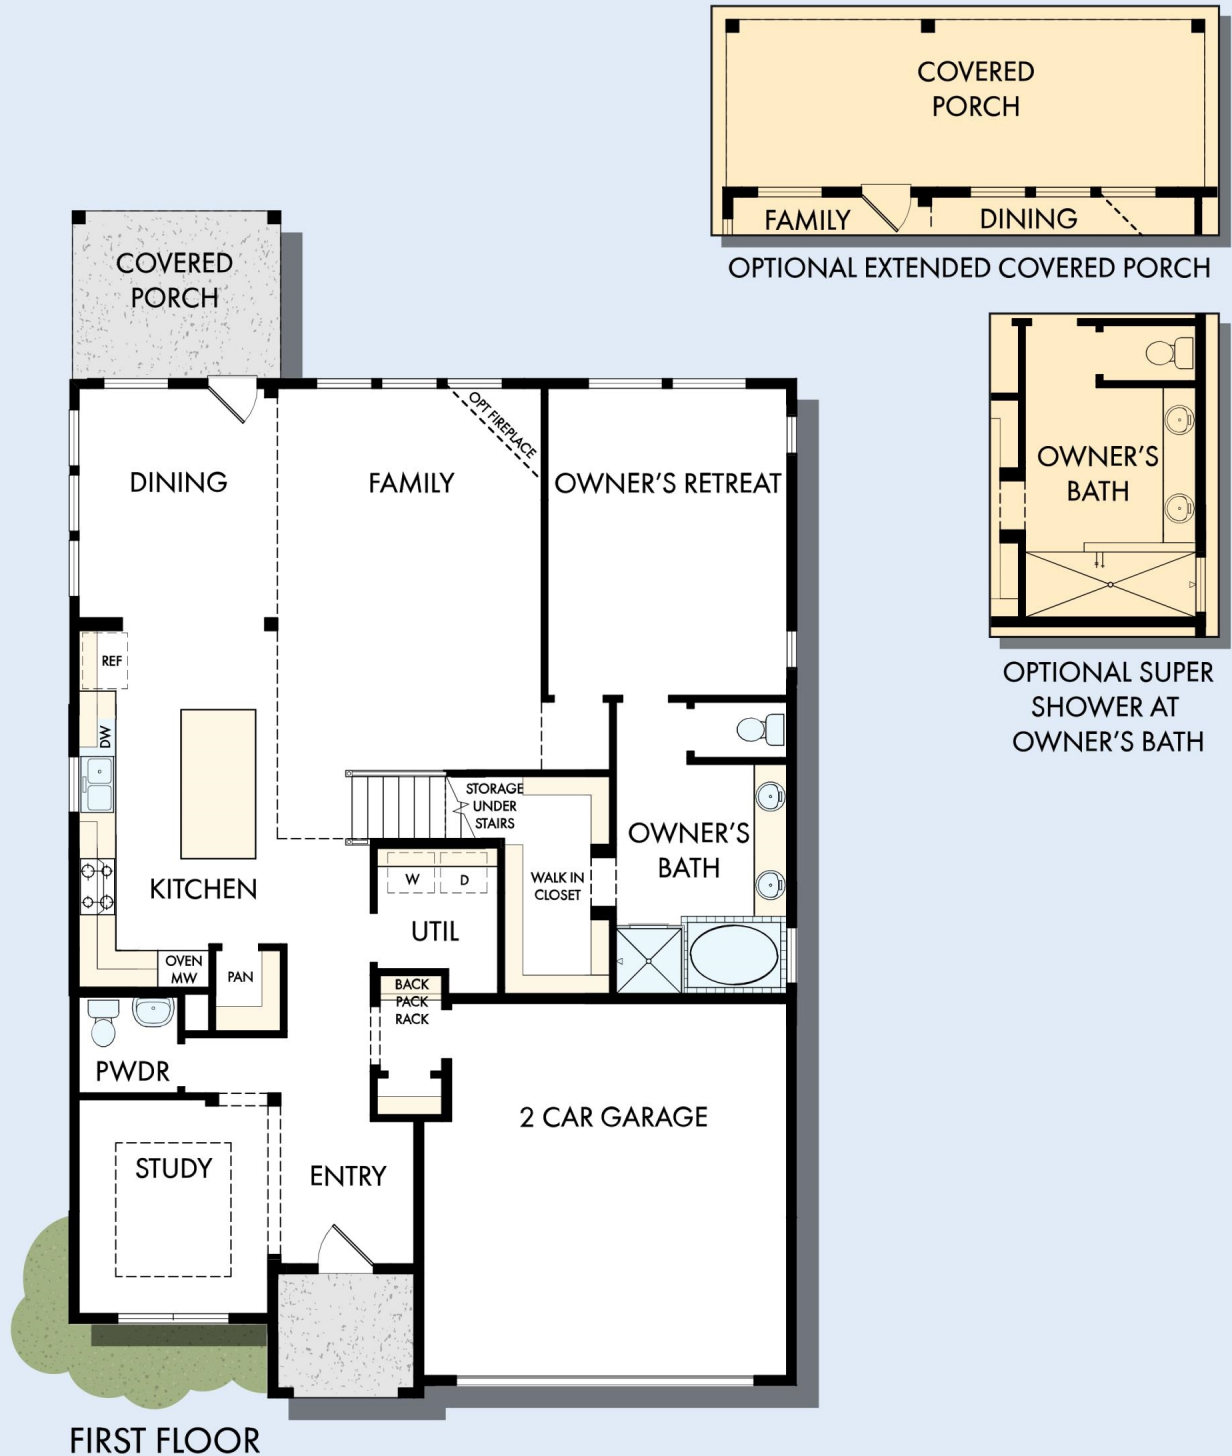 COVERED
PORCH
FAMILY
DINING
OPTIONAL EXTENDED COVERED PORCH
COVERED
PORCH
OWNER'S
BATH
OPTIONAL SUPER
SHOWER AT
OWNER'S BATH
OPT FIREPLACE
DINING
FAMILY
OWNER'S RETREAT
REF
DW
STORAGE
UNDER
STAIRS
OWNER'S
BATH
KITCHEN
W
D
WALK IN
CLOSET
UTIL
OVEN
MW
PAN
BACK
PACK
RACK
PWDR
2 CAR GARAGE
STUDY
ENTRY
FIRST FLOOR